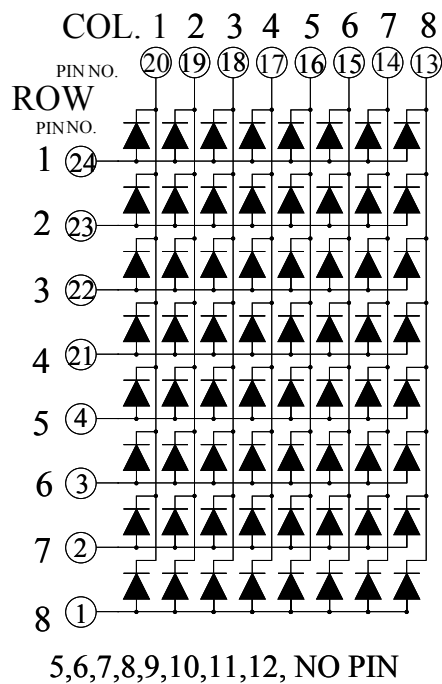 COL. 1 2 3 4 5 6 7 8
PIN NO. 20 19 18 17 16 15 14 13
ROW
PIN NO.
1 24
2 23
3 22
4 21
5 4
6 3
7 2
8 1
5,6,7,8,9,10,11,12, NO PIN